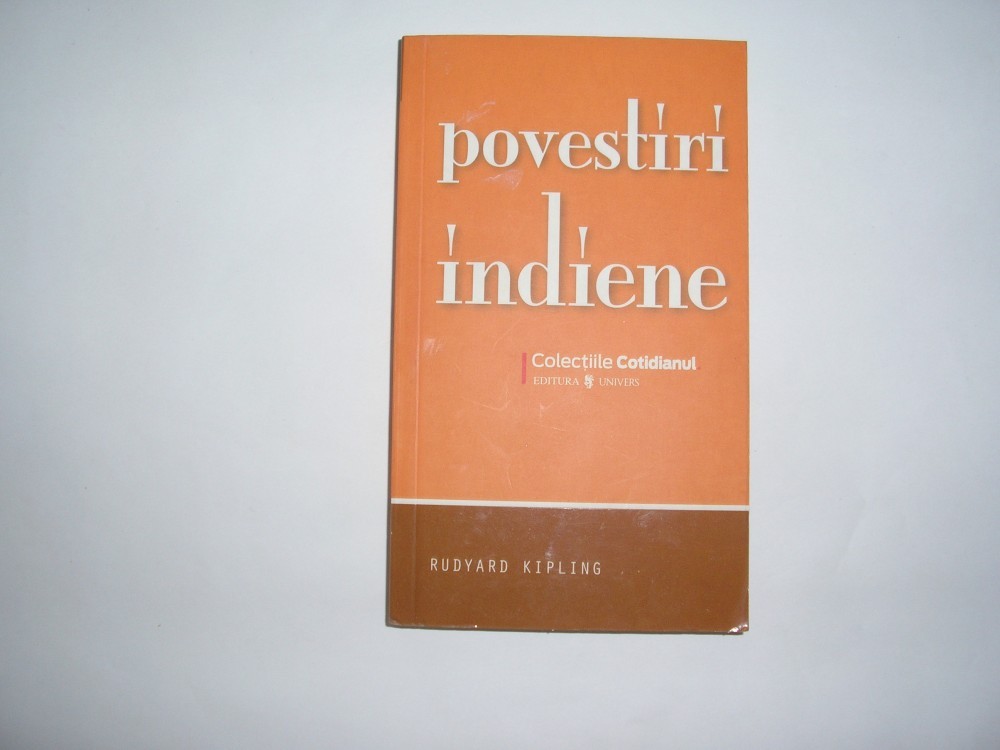 povestiri
indiene
Colecțiile Cotidianul
EDITURA UNIVERS
RUDYARD KIPLING